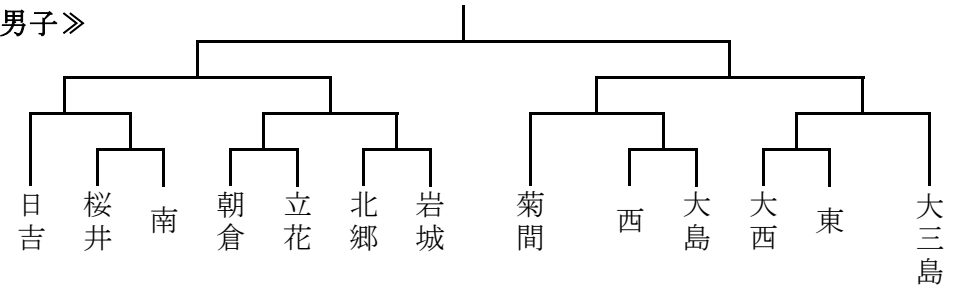 男子≫
日吉
桜井
南
朝倉
立花
北郷
岩城
菊間
西
大島
大西
東
大三島